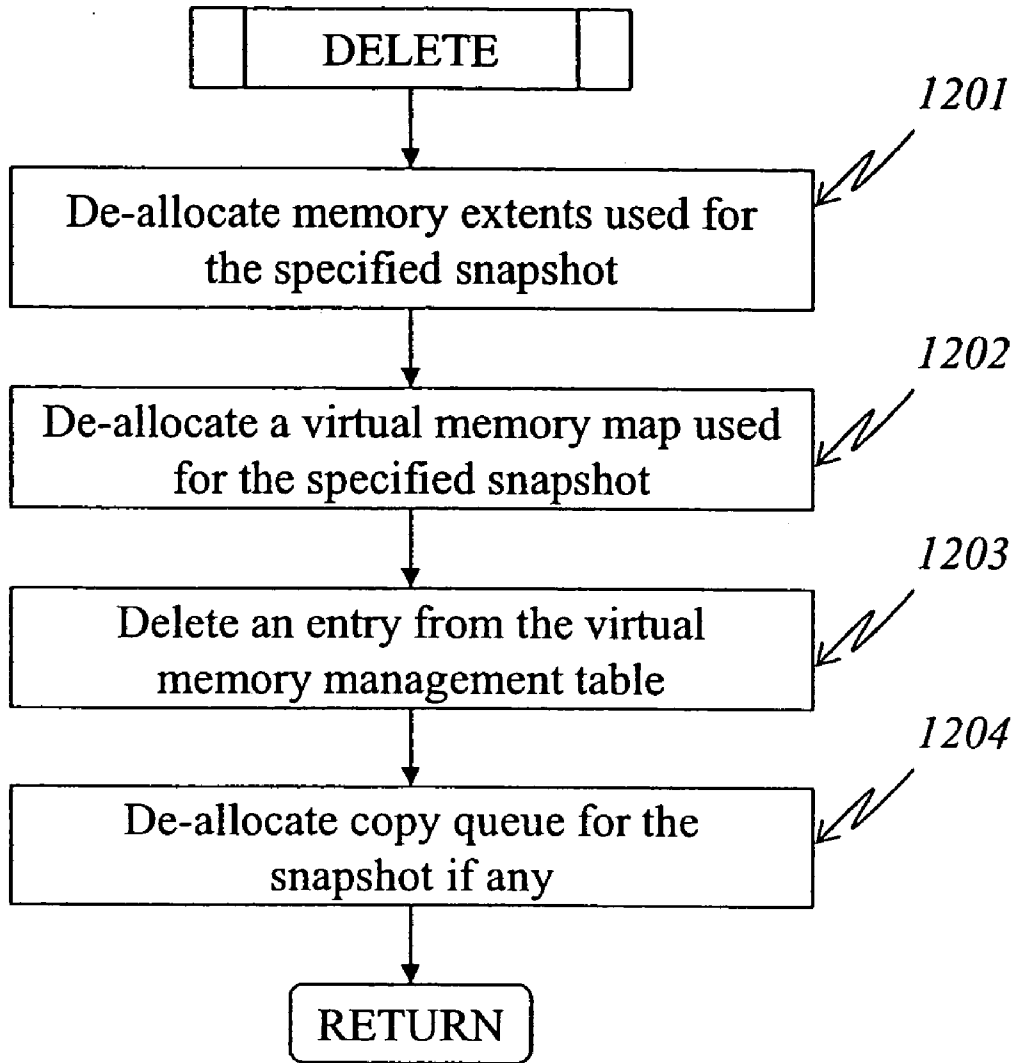 DELETE
1201
De-allocate memory extents used for
the specified snapshot
1202
De-allocate a virtual memory map used
for the specified snapshot
1203
Delete an entry from the virtual
memory management table
1204
De-allocate copy queue for the
snapshot if any
RETURN